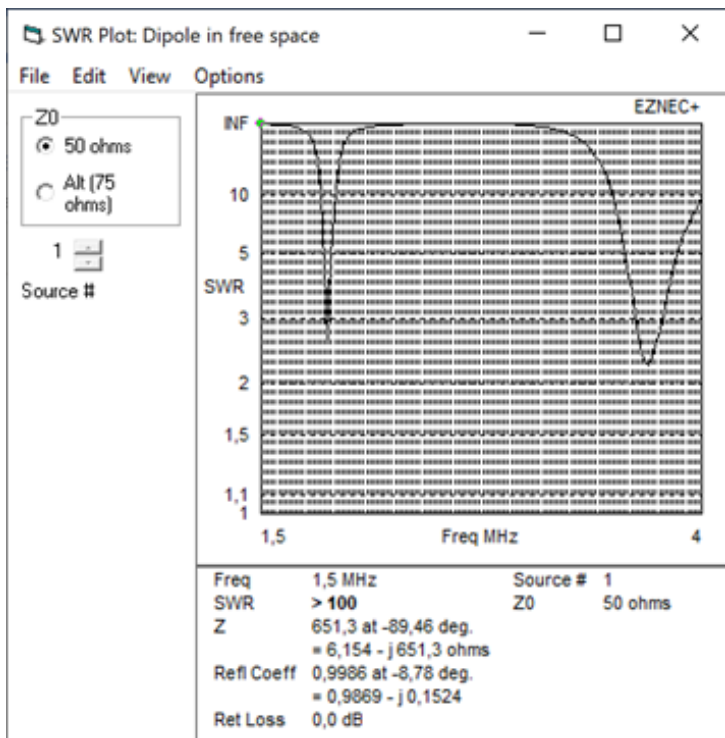 SWR Plot: Dipole in free space
File Edit View Options
Z0
50 ohms
Alt (75
ohms)
1
Source #
EZNEC+
INF
10
5
SWR
3
2
1,5
1,1
1
1,5 Freq MHz 4
Freq 1,5 MHz Source # 1
SWR > 100 Z0 50 ohms
Z 651,3 at -89,46 deg.
= 6,154 - j 651,3 ohms
Refl Coeff 0,9986 at -8,78 deg.
= 0,9869 - j 0,1524
Ret Loss 0,0 dB